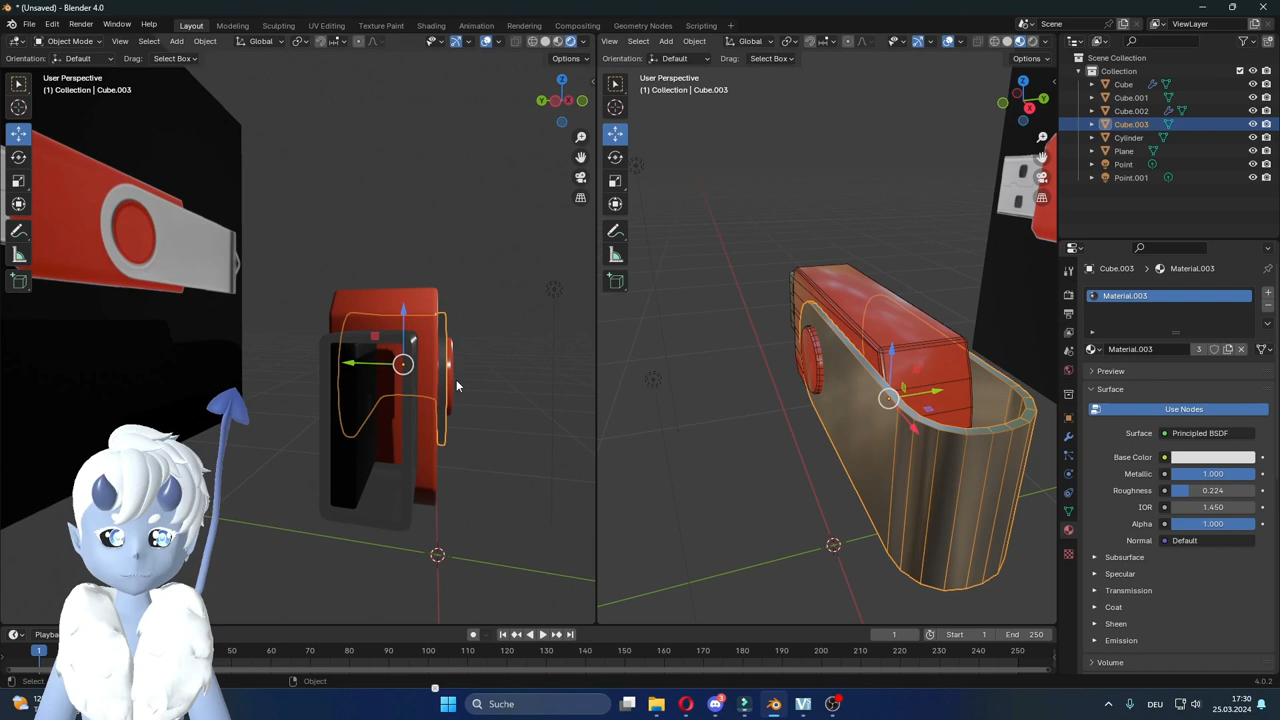 * (Unsaved) - Blender 4.0
File Edit Render Window Help Layout Modeling Sculpting UV Editing Texture Paint Shading Animation Rendering Compositing Geometry Nodes Scripting + Scene ViewLayer
Object Mode View Select Add Object Global View Select Add Object Global
Orientation: Default Drag: Select Box Options Orientation: Default Drag: Select Box Options
User Perspective
(1) Collection | Cube.003
Z
Y
X
User Perspective
(1) Collection | Cube.003
Z
Y
X
Scene Collection
Collection
Cube
Cube.001
Cube.002
Cube.003
Cylinder
Plane
Point
Point.001
Cube.003 > Material.003
Material.003
Material.003 3
Preview
Surface
Use Nodes
Surface: Principled BSDF
Base Color
Metallic 1.000
Roughness 0.224
IOR 1.450
Alpha 1.000
Normal Default
Subsurface
Specular
Transmission
Coat
Sheen
Emission
Volume
Playback 1 Start 1 End 250
1 50 60 70 80 90 100 110 120 130 140 150 160 170 180 190 200 210 220 230 240 250
Select Object 4.0.2
12 Suche 3 DEU 17:30
25.03.2024